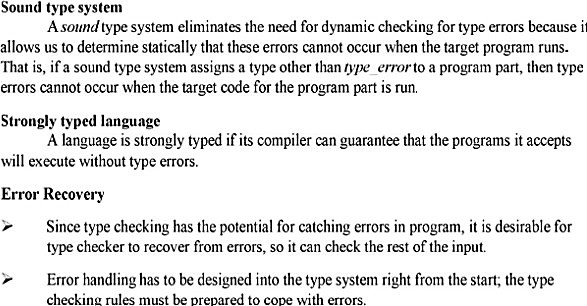 Sound type system
A sound type system eliminates the need for dynamic checking for type errors because it
allows us to determine statically that these errors cannot occur when the target program runs.
That is, if a sound type system assigns a type other than type_error to a program part, then type
errors cannot occur when the target code for the program part is run.
Strongly typed language
A language is strongly typed if its compiler can guarantee that the programs it accepts
will execute without type errors.
Error Recovery
➢ Since type checking has the potential for catching errors in program, it is desirable for
type checker to recover from errors, so it can check the rest of the input.
➢ Error handling has to be designed into the type system right from the start; the type
checking rules must be prepared to cope with errors.